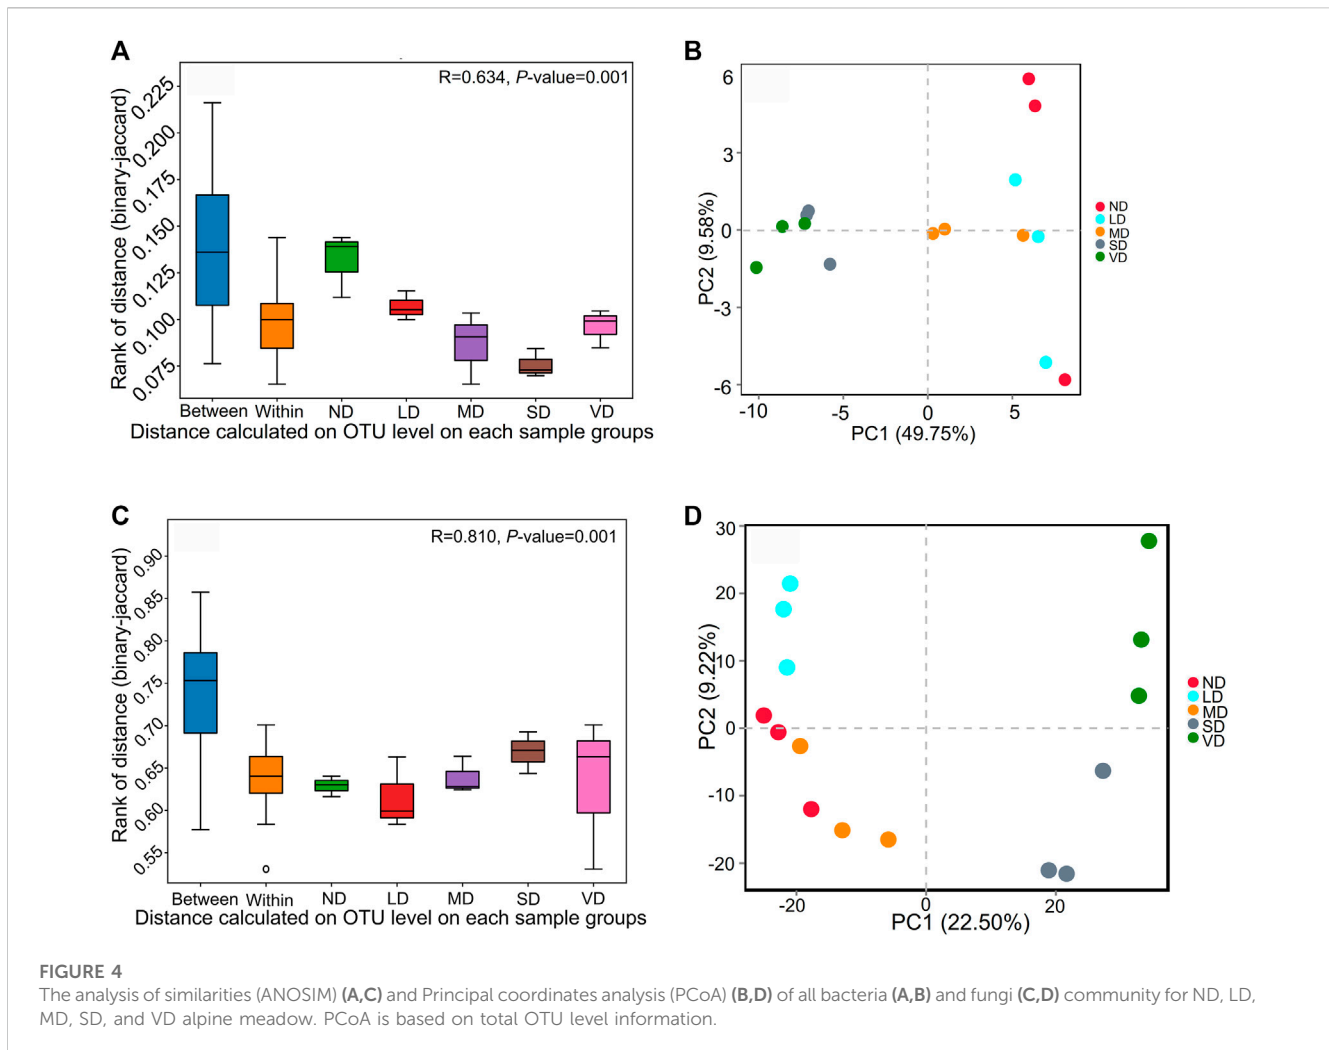 A
R=0.634, P-value=0.001
Rank of distance (binary-jaccard)
0.225
0.200
0.175
0.150
0.125
0.100
0.075
Between Within ND LD MD SD VD
Distance calculated on OTU level on each sample groups
B
PC2 (9.58%)
6
3
0
-3
-6
-10 -5 0 5
PC1 (49.75%)
ND
LD
MD
SD
VD
C
R=0.810, P-value=0.001
Rank of distance (binary-jaccard)
0.90
0.85
0.80
0.75
0.70
0.65
0.60
0.55
Between Within ND LD MD SD VD
Distance calculated on OTU level on each sample groups
D
PC2 (9.22%)
30
20
10
0
-10
-20
-20 0 20
PC1 (22.50%)
ND
LD
MD
SD
VD
FIGURE 4
The analysis of similarities (ANOSIM) (A,C) and Principal coordinates analysis (PCoA) (B,D) of all bacteria (A,B) and fungi (C,D) community for ND, LD,
MD, SD, and VD alpine meadow. PCoA is based on total OTU level information.